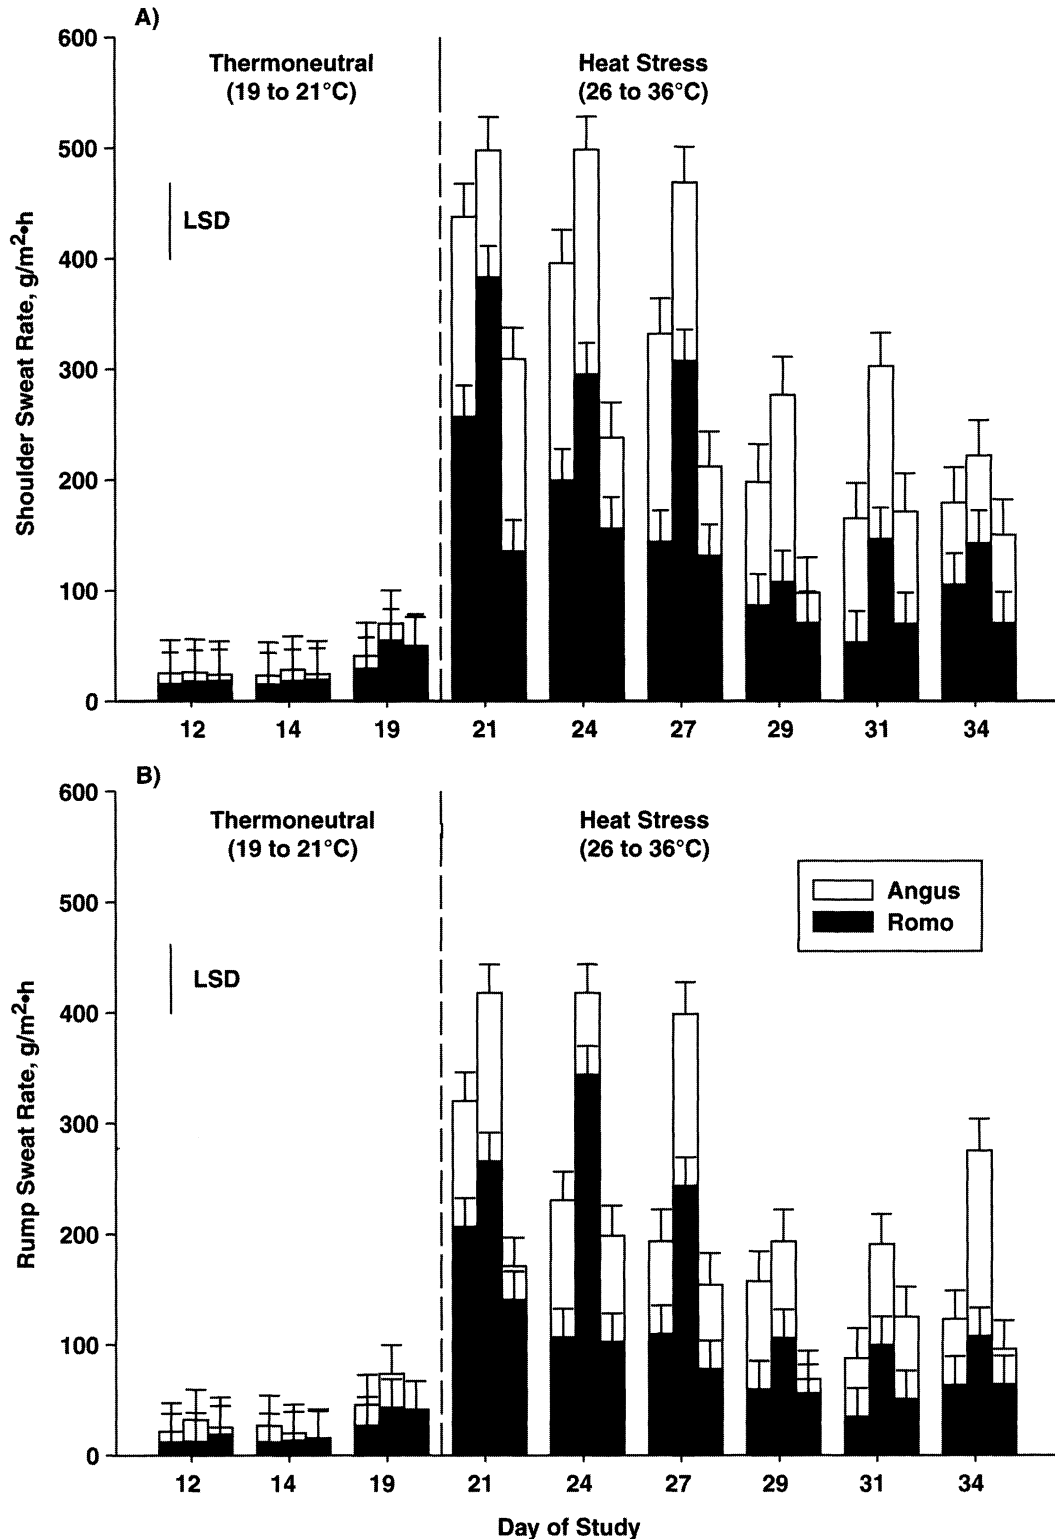 A)
600
500
400
300
200
100
0
Shoulder Sweat Rate, g/m²•h
Thermoneutral
(19 to 21°C)
Heat Stress
(26 to 36°C)
LSD
12 14 19 21 24 27 29 31 34
B)
600
500
400
300
200
100
0
Rump Sweat Rate, g/m²•h
Thermoneutral
(19 to 21°C)
Heat Stress
(26 to 36°C)
Angus
Romo
LSD
12 14 19 21 24 27 29 31 34
Day of Study